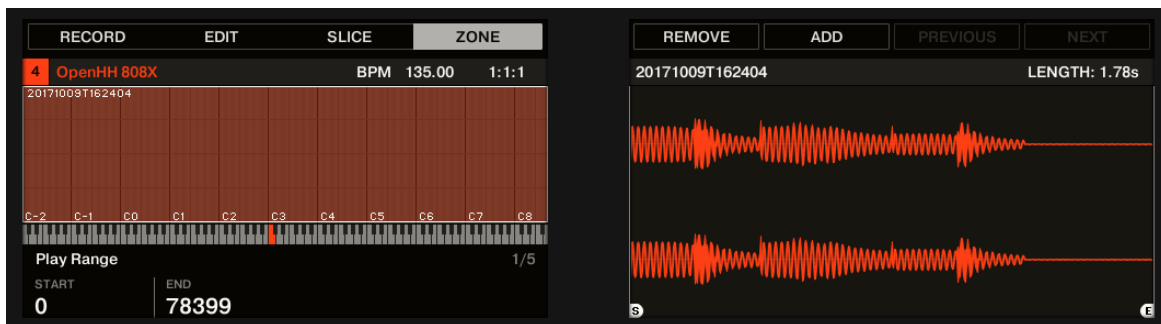 RECORD EDIT SLICE ZONE
4 OpenHH 808X BPM 135.00 1:1:1
20171009T162404
C-2 C-1 C0 C1 C2 C3 C4 C5 C6 C7 C8
Play Range 1/5
START END
0 78399
REMOVE ADD PREVIOUS NEXT
20171009T162404 LENGTH: 1.78s
S E